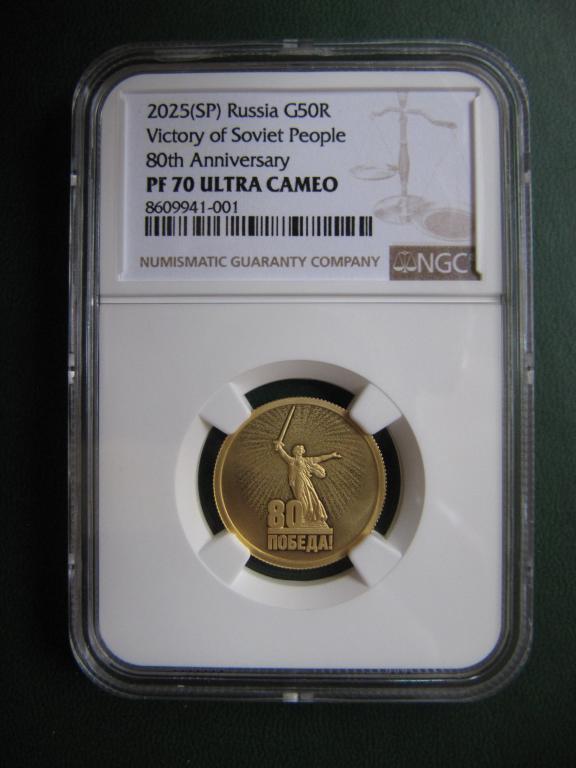 2025(SP) Russia G50R
Victory of Soviet People
80th Anniversary
PF 70 ULTRA CAMEO
8609941-001
NUMISMATIC GUARANTY COMPANY
NGC
80
ПОБЕДА!